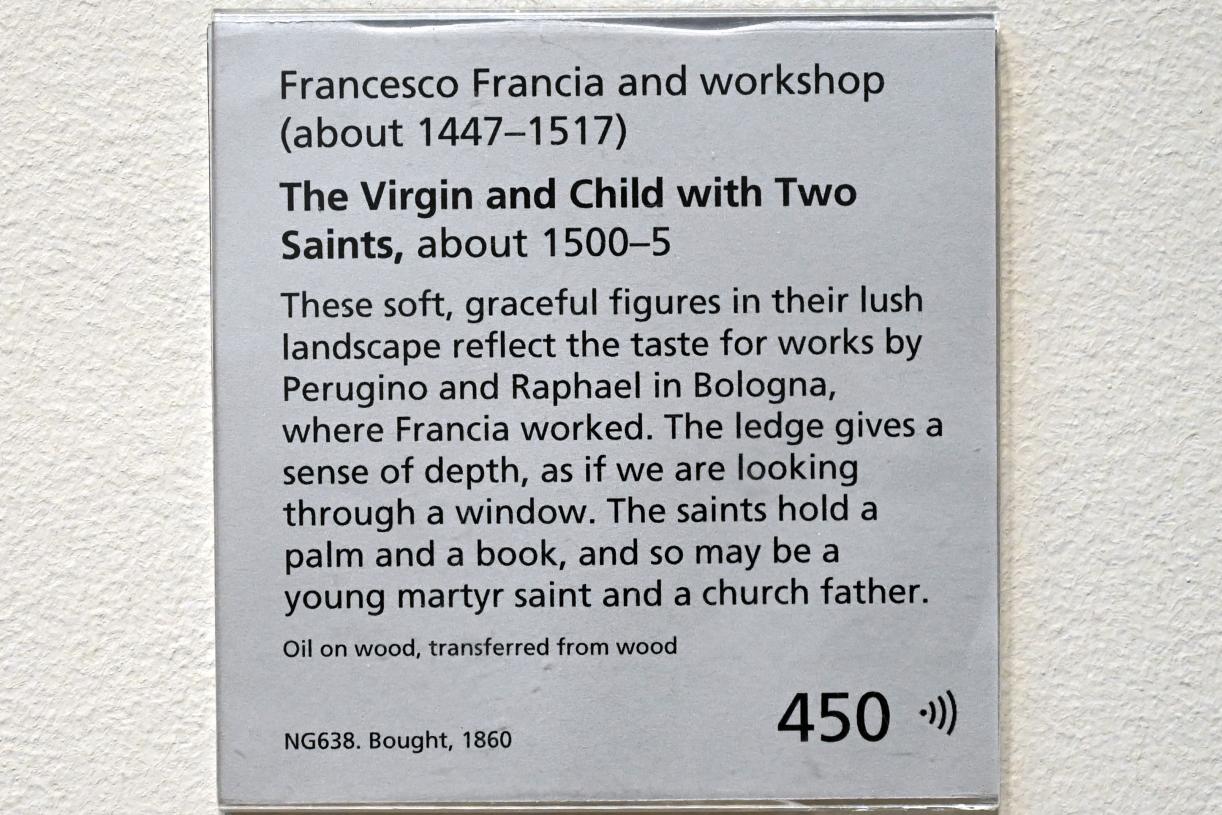 Francesco Francia and workshop
(about 1447–1517)
The Virgin and Child with Two
Saints, about 1500–5
These soft, graceful figures in their lush
landscape reflect the taste for works by
Perugino and Raphael in Bologna,
where Francia worked. The ledge gives a
sense of depth, as if we are looking
through a window. The saints hold a
palm and a book, and so may be a
young martyr saint and a church father.
Oil on wood, transferred from wood
450
NG638. Bought, 1860